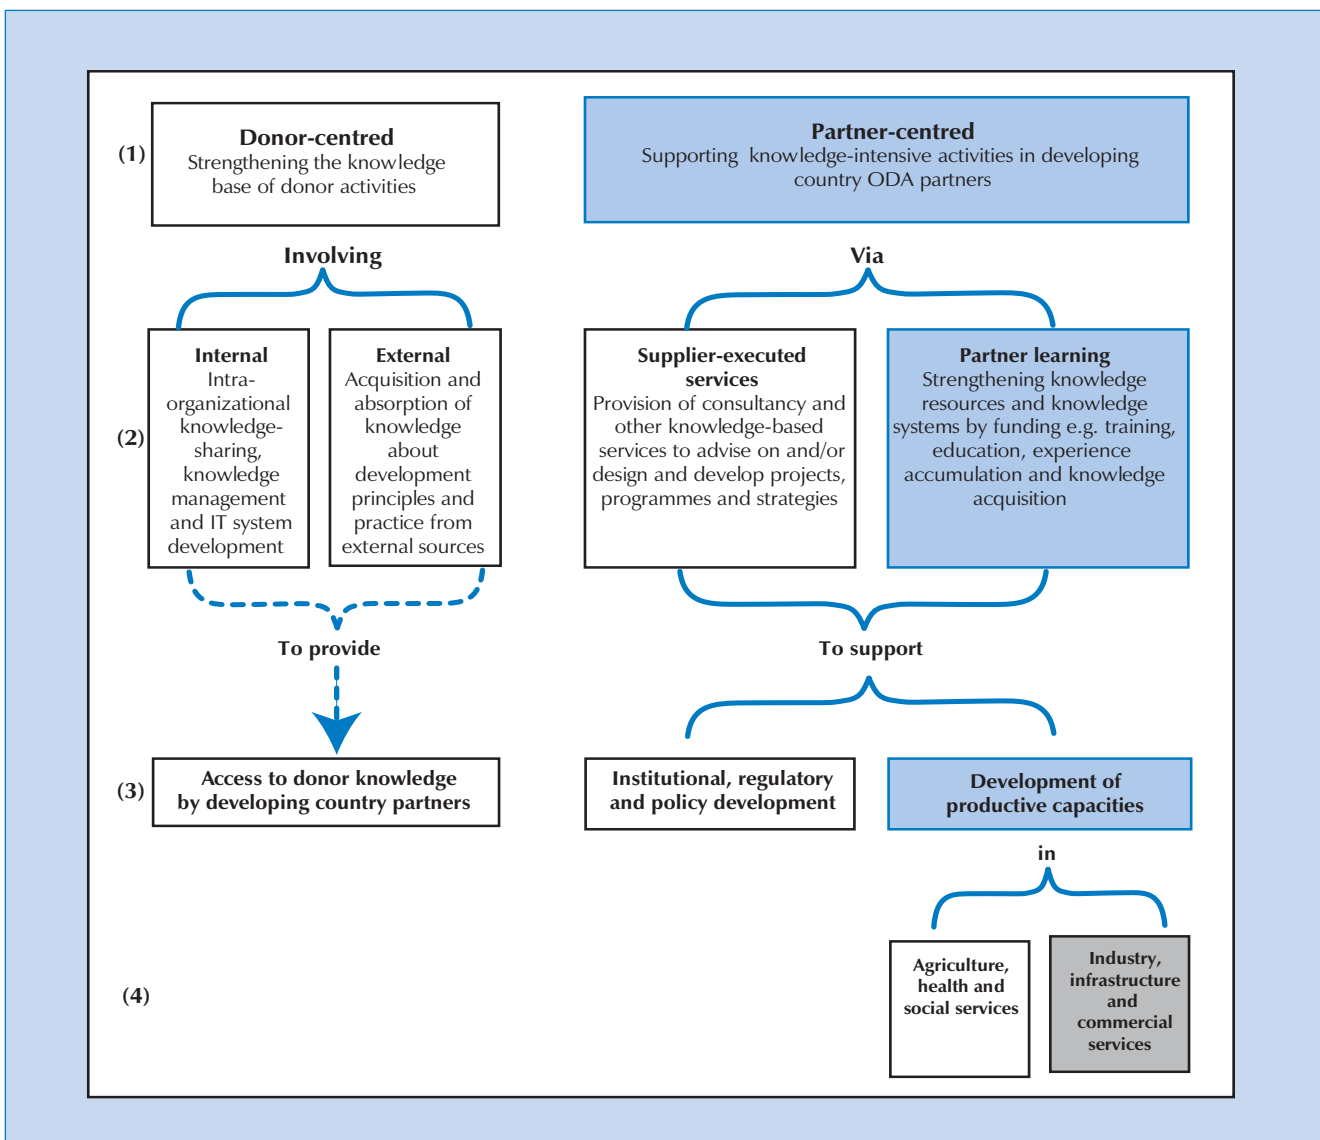 (1)
Donor-centred
Strengthening the knowledge
base of donor activities
Partner-centred
Supporting knowledge-intensive activities in developing
country ODA partners
Involving
Via
(2)
Internal
Intra-
organizational
knowledge-
sharing,
knowledge
management
and IT system
development
External
Acquisition and
absorption of
knowledge
about
development
principles and
practice from
external sources
Supplier-executed
services
Provision of consultancy and
other knowledge-based
services to advise on and/or
design and develop projects,
programmes and strategies
Partner learning
Strengthening knowledge
resources and knowledge
systems by funding e.g. training,
education, experience
accumulation and knowledge
acquisition
To provide
To support
(3)
Access to donor knowledge
by developing country partners
Institutional, regulatory
and policy development
Development of
productive capacities
in
(4)
Agriculture,
health and
social services
Industry,
infrastructure
and
commercial
services